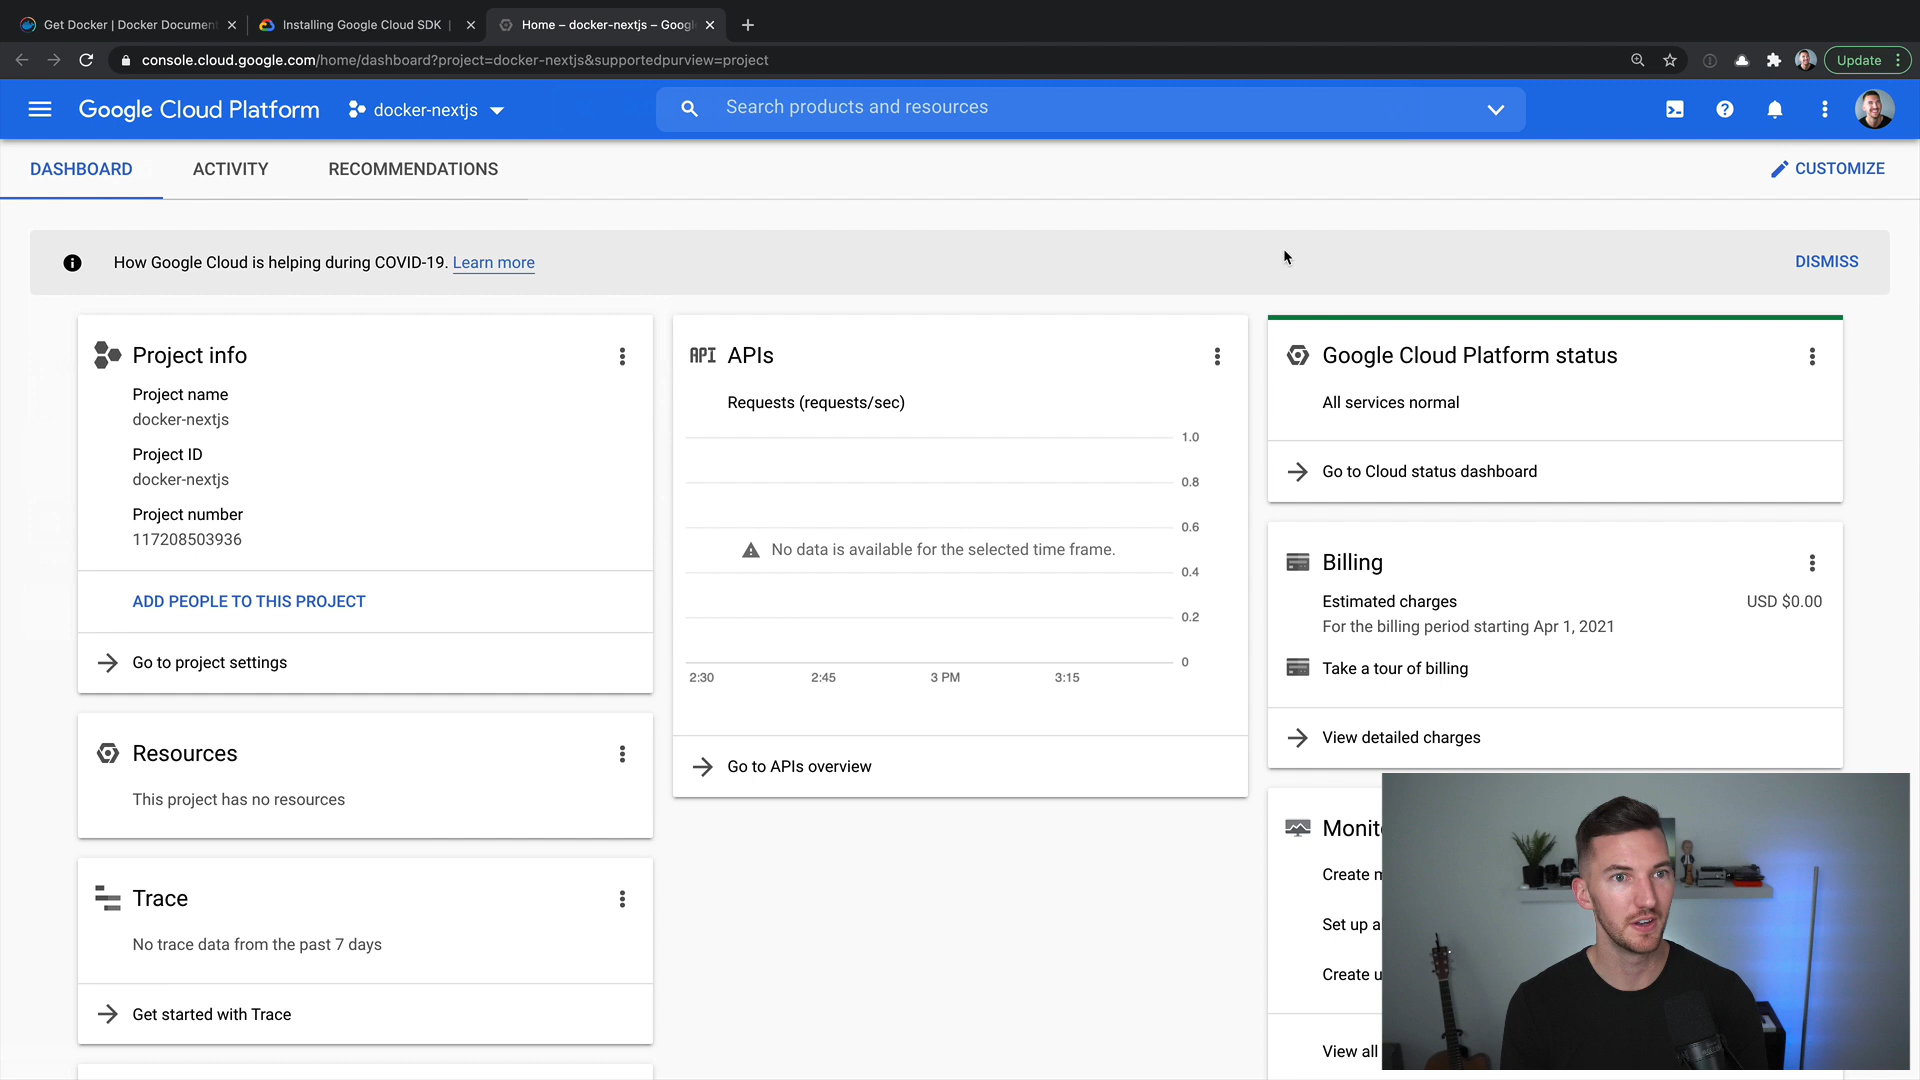 Get Docker | Docker Document
Installing Google Cloud SDK |
Home – docker-nextjs – Goog
console.cloud.google.com/home/dashboard?project=docker-nextjs&supportedpurview=project
Update
Google Cloud Platform
docker-nextjs
Search products and resources
DASHBOARD
ACTIVITY
RECOMMENDATIONS
CUSTOMIZE
How Google Cloud is helping during COVID-19. Learn more
DISMISS
Project info
Project name
docker-nextjs
Project ID
docker-nextjs
Project number
117208503936
ADD PEOPLE TO THIS PROJECT
Go to project settings
Resources
This project has no resources
Trace
No trace data from the past 7 days
Get started with Trace
API APIs
Requests (requests/sec)
1.0
0.8
0.6
No data is available for the selected time frame.
0.4
0.2
0
2:30 2:45 3 PM 3:15
Go to APIs overview
Google Cloud Platform status
All services normal
Go to Cloud status dashboard
Billing
Estimated charges USD $0.00
For the billing period starting Apr 1, 2021
Take a tour of billing
View detailed charges
Monit
Create m
Set up a
Create u
View all